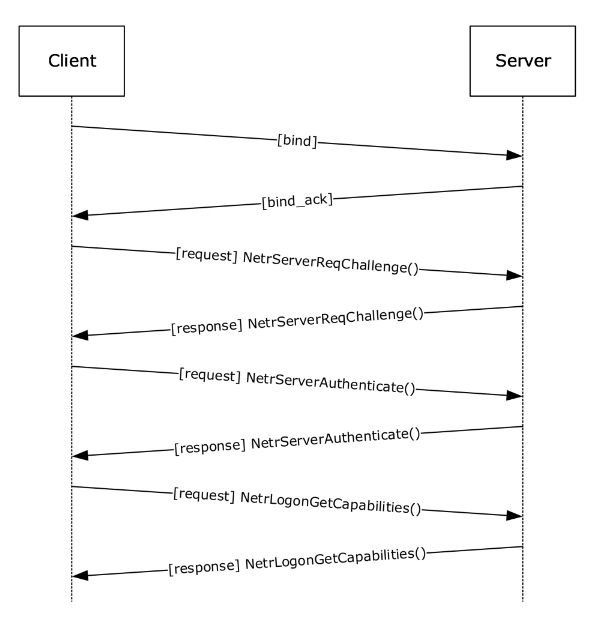 Client
Server
[bind]
[bind_ack]
[request] NetrServerReqChallenge()
[response] NetrServerReqChallenge()
[request] NetrServerAuthenticate()
[response] NetrServerAuthenticate()
[request] NetrLogonGetCapabilities()
[response] NetrLogonGetCapabilities()